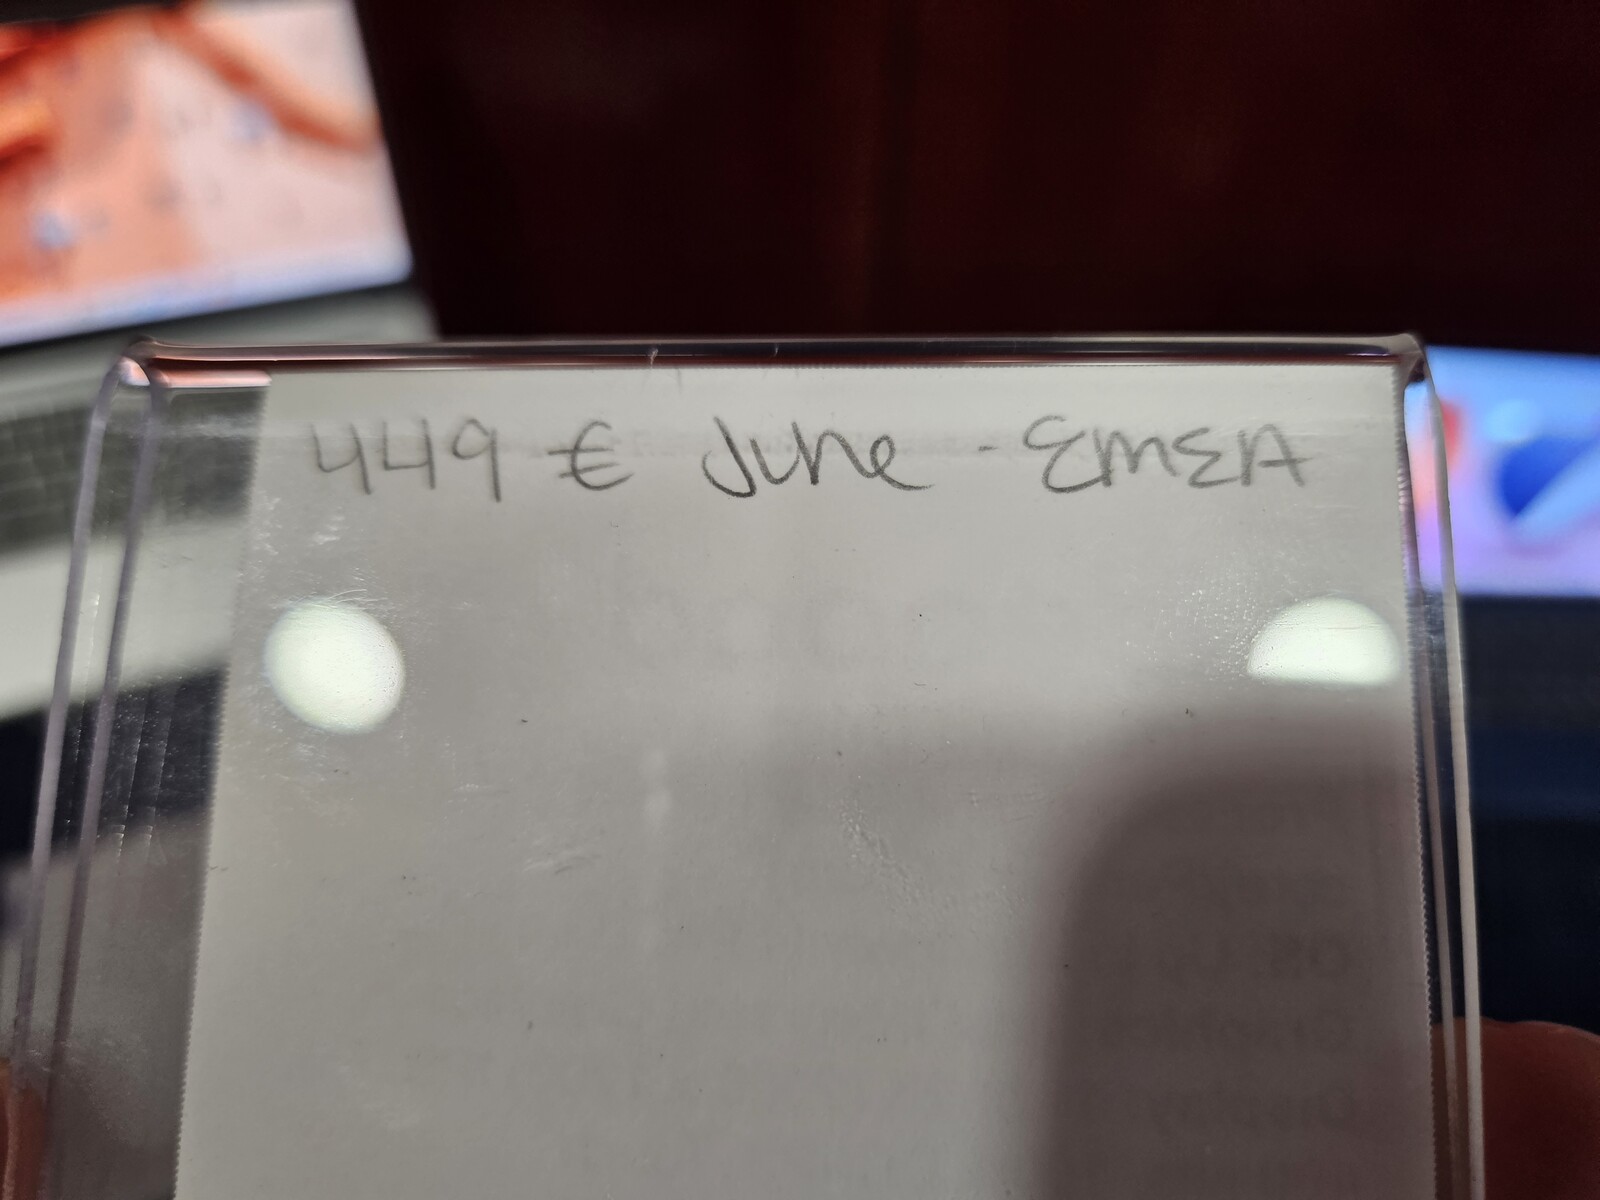 449 € June - EMEA